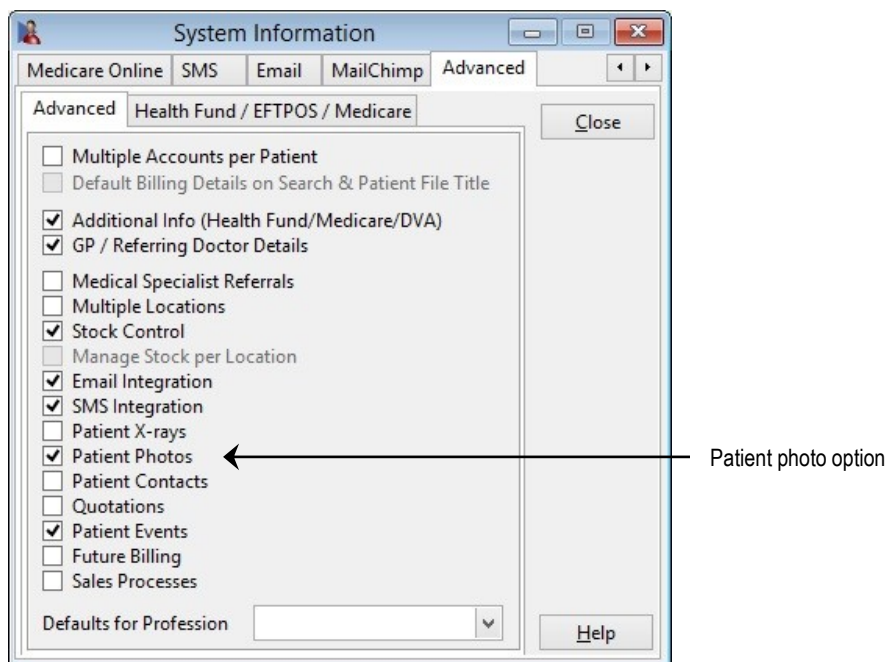 System Information
Medicare Online SMS Email MailChimp Advanced
Advanced Health Fund / EFTPOS / Medicare
Close
Multiple Accounts per Patient
Default Billing Details on Search & Patient File Title
Additional Info (Health Fund/Medicare/DVA)
GP / Referring Doctor Details
Medical Specialist Referrals
Multiple Locations
Stock Control
Manage Stock per Location
Email Integration
SMS Integration
Patient X-rays
Patient Photos
Patient photo option
Patient Contacts
Quotations
Patient Events
Future Billing
Sales Processes
Defaults for Profession
Help